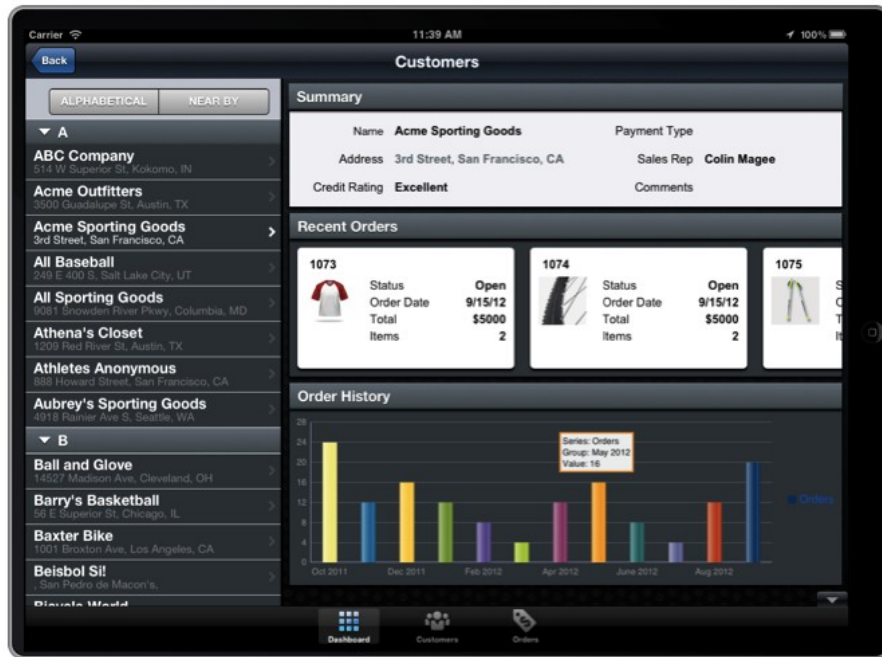 Carrier
11:39 AM
100%
Back
Customers
ALPHABETICAL
NEAR BY
A
ABC Company
514 W Superior St, Kokomo, IN
Acme Outfitters
3500 Guadalupe St, Austin, TX
Acme Sporting Goods
3rd Street, San Francisco, CA
All Baseball
249 E 400 S, Salt Lake City, UT
All Sporting Goods
9081 Snowden River Pkwy, Columbia, MD
Athena's Closet
1209 Red River St, Austin, TX
Athletes Anonymous
888 Howard Street, San Francisco, CA
Aubrey's Sporting Goods
4918 Rainier Ave S, Seattle, WA
B
Ball and Glove
14527 Madison Ave, Cleveland, OH
Barry's Basketball
56 E Superior St, Chicago, IL
Baxter Bike
1001 Broxton Ave, Los Angeles, CA
Beisbol Si!
, San Pedro de Macon's,
Bicycle World
Summary
Name Acme Sporting Goods Payment Type
Address 3rd Street, San Francisco, CA Sales Rep Colin Magee
Credit Rating Excellent Comments
Recent Orders
1073
Status Open
Order Date 9/15/12
Total $5000
Items 2
1074
Status Open
Order Date 9/15/12
Total $5000
Items 2
1075
Order History
28
24
20
16
12
8
4
0
Series: Orders
Group: May 2012
Value: 16
Orders
Oct 2011 Dec 2011 Feb 2012 Apr 2012 June 2012 Aug 2012
Dashboard Customers Orders